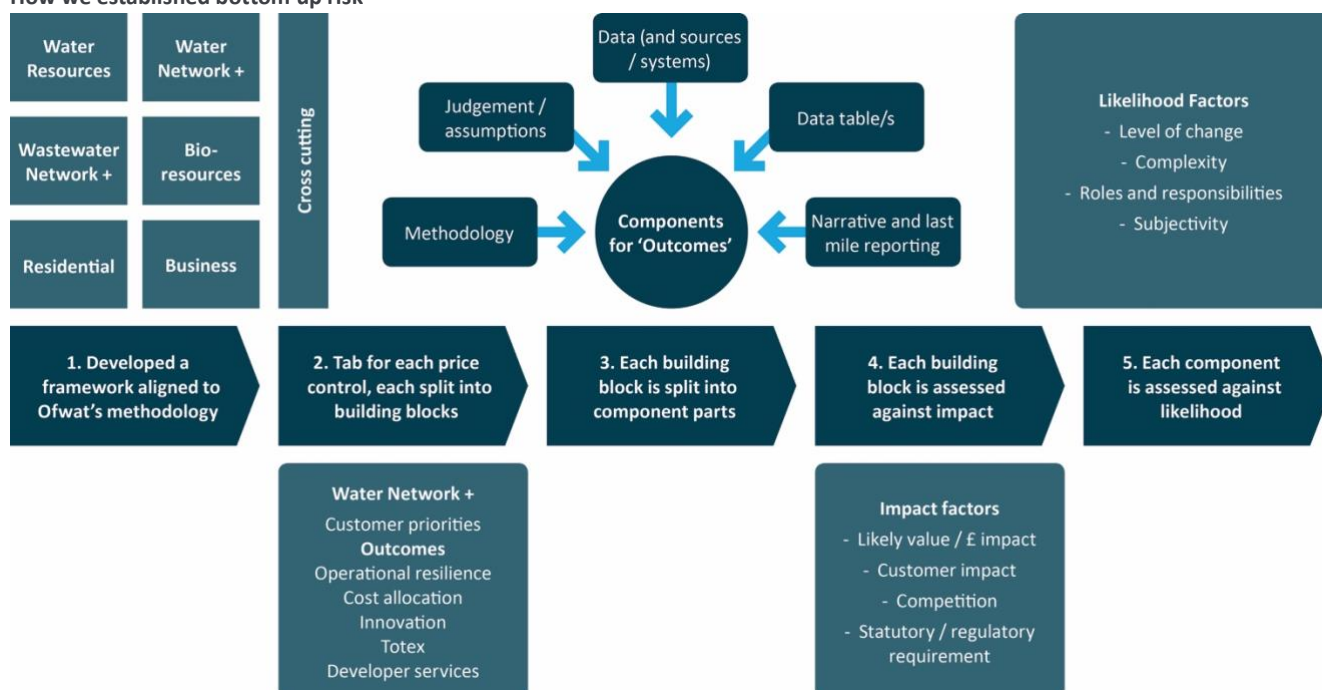 How we established bottom up risk
Water
Resources
Water
Network +
Wastewater
Network +
Bio-
resources
Residential
Business
Cross cutting
Data (and sources
/ systems)
Judgement /
assumptions
Data table/s
Methodology
Components
for ‘Outcomes’
Narrative and last
mile reporting
Likelihood Factors
- Level of change
- Complexity
- Roles and responsibilities
- Subjectivity
1. Developed a
framework aligned to
Ofwat’s methodology
2. Tab for each price
control, each split into
building blocks
3. Each building
block is split into
component parts
4. Each building
block is assessed
against impact
5. Each component
is assessed against
likelihood
Water Network +
Customer priorities
Outcomes
Operational resilience
Cost allocation
Innovation
Totex
Developer services
Impact factors
- Likely value / £ impact
- Customer impact
- Competition
- Statutory / regulatory
requirement